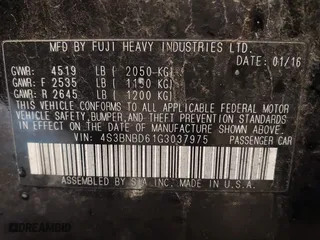 MFD BY FUJI HEAVY INDUSTRIES LTD.
DATE: 01/16
GVWR: 4519 LB ( 2050-KG)
GAWR: F 2535 LB ( 1150 KG)
GAWR: R 2645 LB ( 1200 KG)
THIS VEHICLE CONFORMS TO ALL APPLICABLE FEDERAL MOTOR
VEHICLE SAFETY, BUMPER, AND THEFT PREVENTION STANDARDS
IN EFFECT ON THE DATE OF MANUFACTURE SHOWN ABOVE.
VIN: 4S3BNBD61G3037975 PASSENGER CAR
ASSEMBLED BY SIA, INC. MADE IN U.S.A.